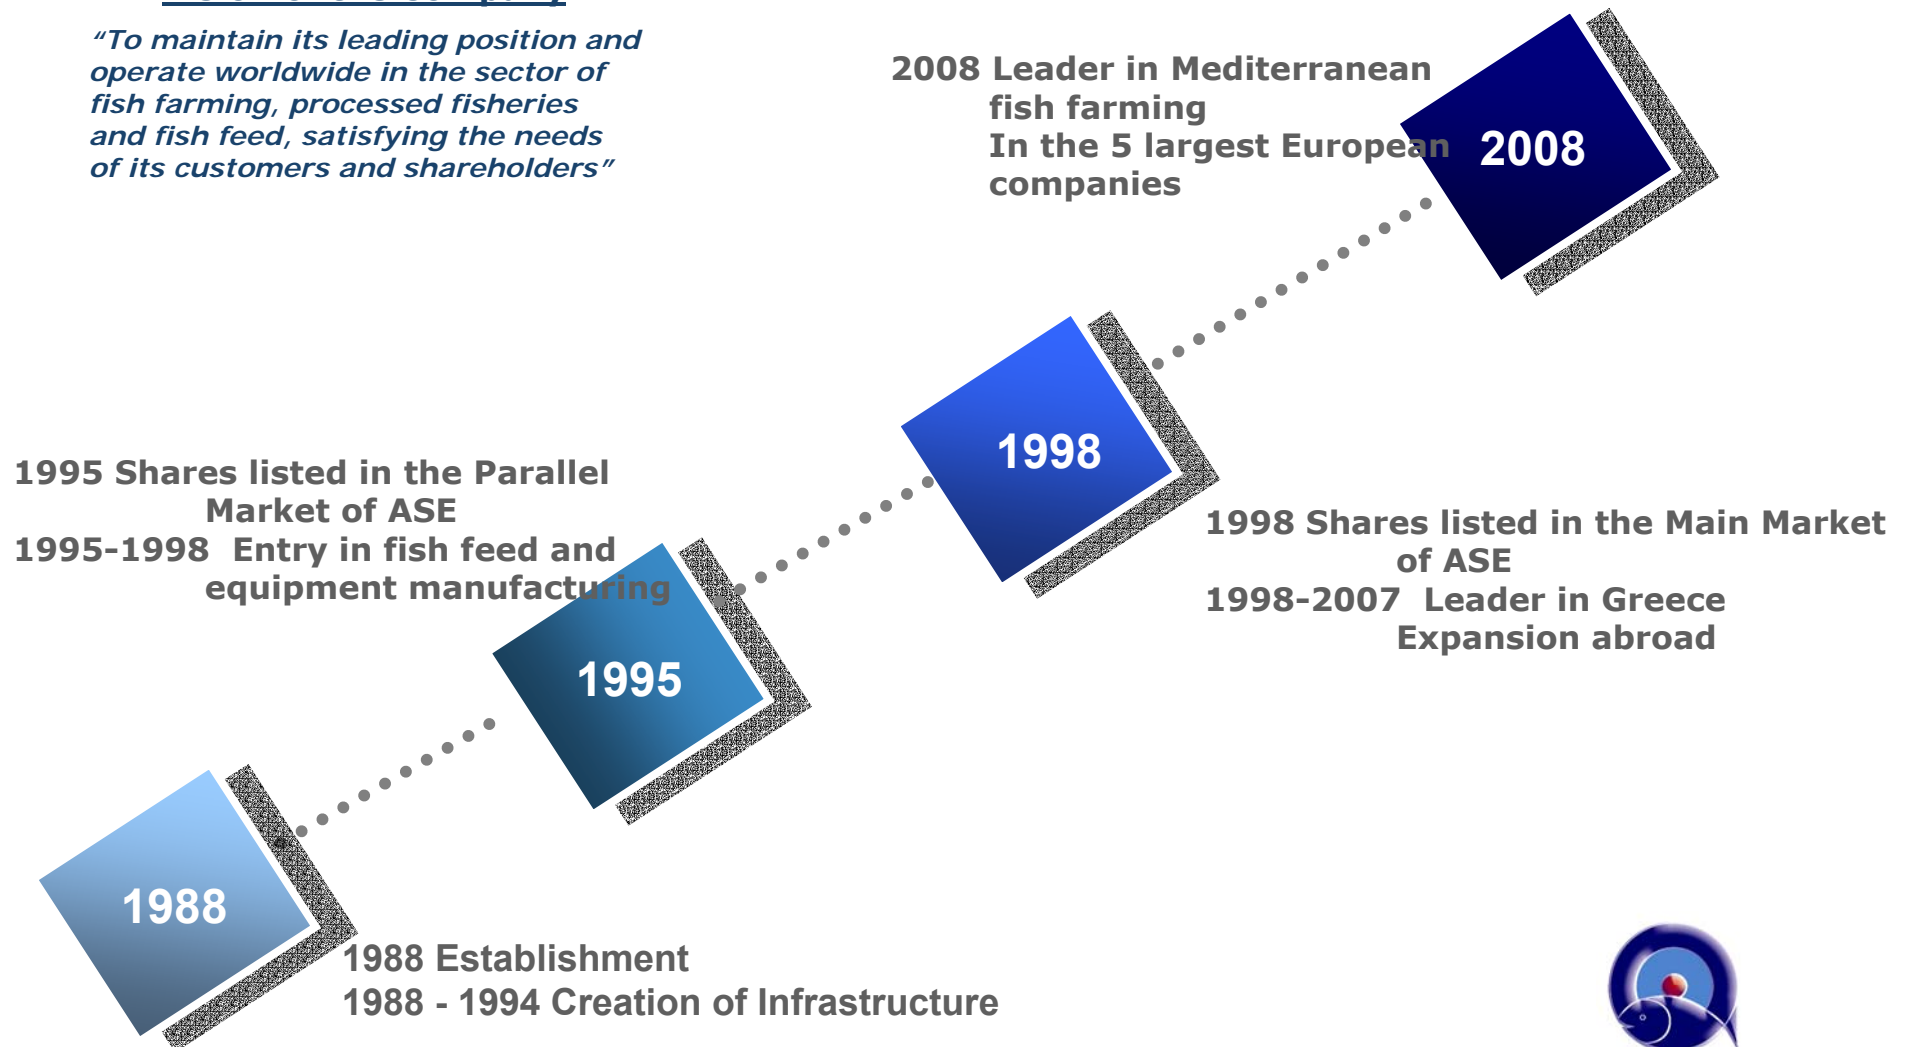 “To maintain its leading position and
operate worldwide in the sector of
fish farming, processed fisheries
and fish feed, satisfying the needs
of its customers and shareholders”
2008 Leader in Mediterranean
fish farming
In the 5 largest European
companies
2008
1998
1995 Shares listed in the Parallel
Market of ASE
1995-1998 Entry in fish feed and
equipment manufacturing
1998 Shares listed in the Main Market
of ASE
1998-2007 Leader in Greece
Expansion abroad
1995
1988
1988 Establishment
1988 - 1994 Creation of Infrastructure